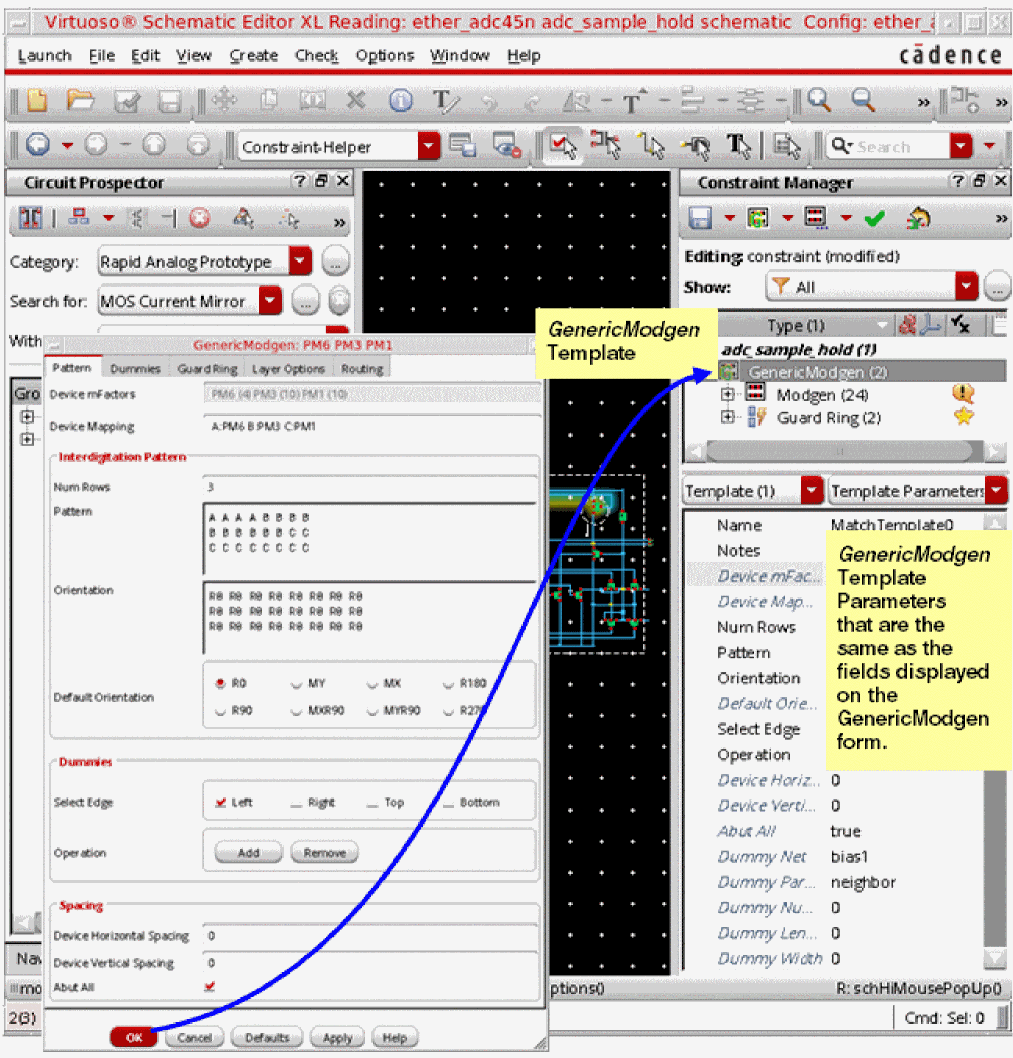 Virtuoso® Schematic Editor XL Reading: ether_adc45n adc_sample_hold schematic Config: ether_a
Launch File Edit View Create Check Options Window Help
cādence
Constraint-Helper
Search
Circuit Prospector
Category: Rapid Analog Prototype
Search for: MOS Current Mirror
With
Gro
GenericModgen: PM6 PM3 PM1
Pattern Dummies Guard Ring Layer Options Routing
Device mFactors PM6 (4) PM3 (10) PM1 (10)
Device Mapping A:PM6 B:PM3 C:PM1
Interdigitation Pattern
Num Rows 3
Pattern
A A A A B B B B
B B B B B B C C
C C C C C C C C
Orientation
R0 R0 R0 R0 R0 R0 R0 R0
R0 R0 R0 R0 R0 R0 R0 R0
R0 R0 R0 R0 R0 R0 R0 R0
Default Orientation
R0 MY MX R180
R90 MXR90 MYR90 R270
Dummies
Select Edge Left Right Top Bottom
Operation Add Remove
Spacing
Device Horizontal Spacing 0
Device Vertical Spacing 0
Abut All
OK Cancel Defaults Apply Help
GenericModgen
Template
Constraint Manager
Editing: constraint (modified)
Show: All
Type (1)
adc_sample_hold (1)
GenericModgen (2)
Modgen (24)
Guard Ring (2)
Template (1) Template Parameters
Name MatchTemplate0
Notes
Device mFac...
Device Map...
Num Rows
Pattern
Orientation
Default Orie...
Select Edge
Operation
Device Horiz... 0
Device Verti... 0
Abut All true
Dummy Net bias1
Dummy Par... neighbor
Dummy Nu... 0
Dummy Len... 0
Dummy Width 0
GenericModgen
Template
Parameters
that are the
same as the
fields displayed
on the
GenericModgen
form.
Nav
mo
ptions()
R: schHiMousePopUp()
2(3)
Cmd: Sel: 0